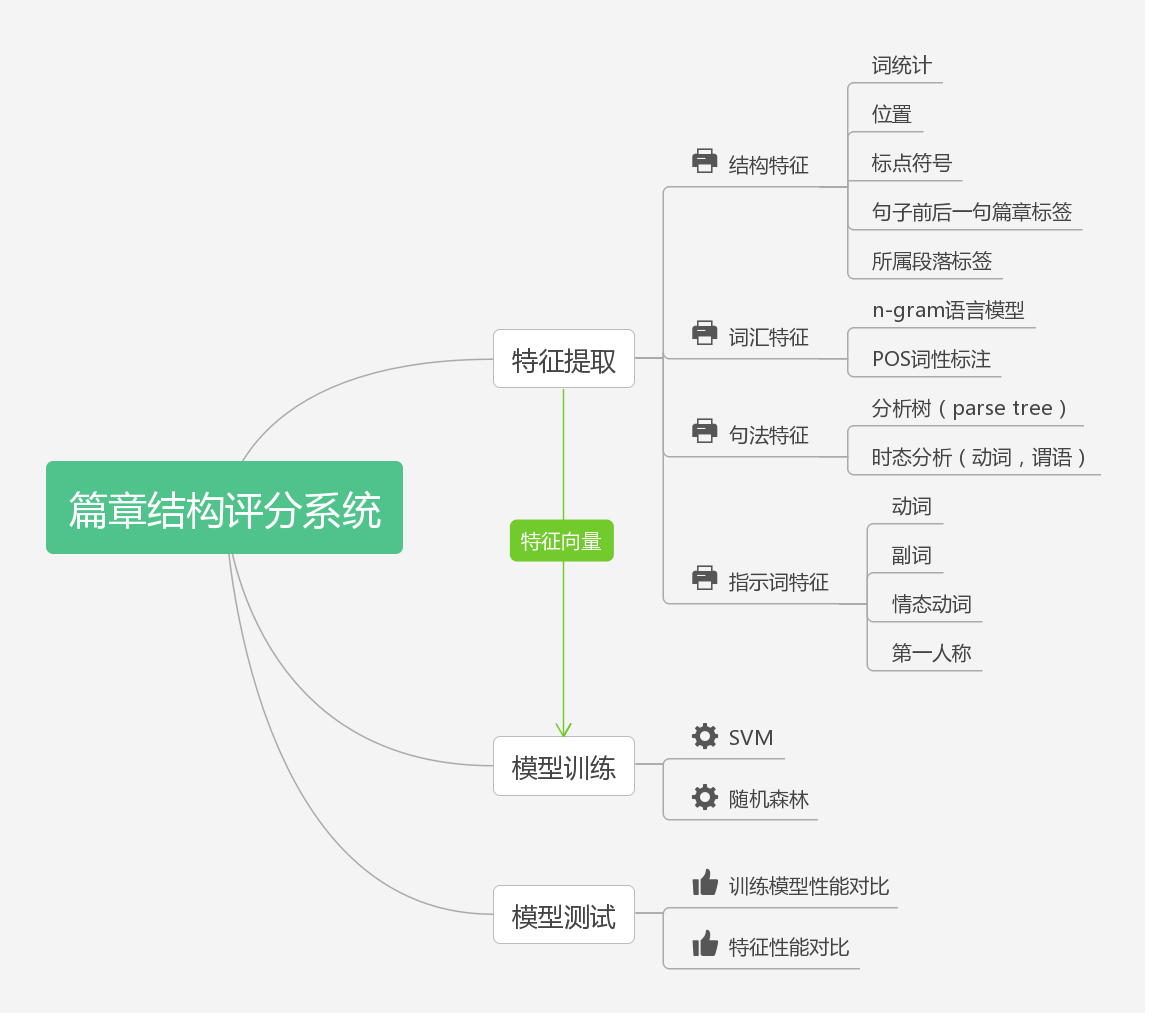 篇章结构评分系统
特征提取
结构特征
词统计
位置
标点符号
句子前后一句篇章标签
所属段落标签
词汇特征
n-gram语言模型
POS词性标注
句法特征
分析树（parse tree）
时态分析（动词，谓语）
指示词特征
动词
副词
情态动词
第一人称
特征向量
模型训练
SVM
随机森林
模型测试
训练模型性能对比
特征性能对比